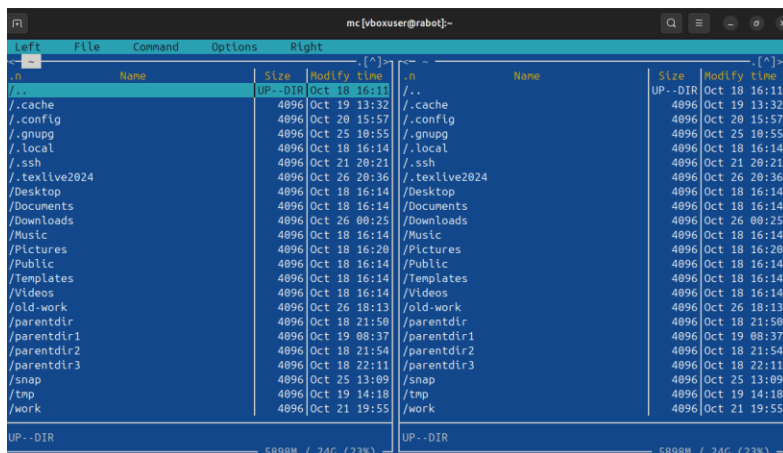 mc [vboxuser@rabot]:~
Left File Command Options Right
<- ~ .[^]>
.n Name Size Modify time
/.. UP--DIR Oct 18 16:11
/.cache 4096 Oct 19 13:32
/.config 4096 Oct 20 15:57
/.gnupg 4096 Oct 25 10:55
/.local 4096 Oct 18 16:14
/.ssh 4096 Oct 21 20:21
/.texlive2024 4096 Oct 26 20:36
/Desktop 4096 Oct 18 16:14
/Documents 4096 Oct 18 16:14
/Downloads 4096 Oct 26 00:25
/Music 4096 Oct 18 16:14
/Pictures 4096 Oct 18 16:20
/Public 4096 Oct 18 16:14
/Templates 4096 Oct 18 16:14
/Videos 4096 Oct 18 16:14
/old-work 4096 Oct 26 18:13
/parentdir 4096 Oct 18 21:50
/parentdir1 4096 Oct 19 08:37
/parentdir2 4096 Oct 18 21:54
/parentdir3 4096 Oct 18 22:11
/snap 4096 Oct 25 13:09
/tmp 4096 Oct 19 14:18
/work 4096 Oct 21 19:55
UP--DIR
5898M / 24G (23%)
<- ~ .[^]>
.n Name Size Modify time
/.. UP--DIR Oct 18 16:11
/.cache 4096 Oct 19 13:32
/.config 4096 Oct 20 15:57
/.gnupg 4096 Oct 25 10:55
/.local 4096 Oct 18 16:14
/.ssh 4096 Oct 21 20:21
/.texlive2024 4096 Oct 26 20:36
/Desktop 4096 Oct 18 16:14
/Documents 4096 Oct 18 16:14
/Downloads 4096 Oct 26 00:25
/Music 4096 Oct 18 16:14
/Pictures 4096 Oct 18 16:20
/Public 4096 Oct 18 16:14
/Templates 4096 Oct 18 16:14
/Videos 4096 Oct 18 16:14
/old-work 4096 Oct 26 18:13
/parentdir 4096 Oct 18 21:50
/parentdir1 4096 Oct 19 08:37
/parentdir2 4096 Oct 18 21:54
/parentdir3 4096 Oct 18 22:11
/snap 4096 Oct 25 13:09
/tmp 4096 Oct 19 14:18
/work 4096 Oct 21 19:55
UP--DIR
5898M / 24G (23%)